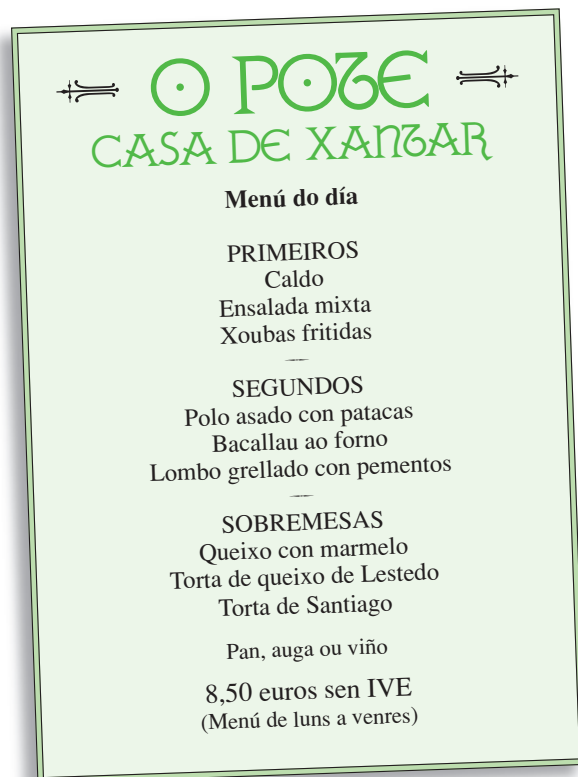 O POTE
CASA DE XANTAR
Menú do día
PRIMEIROS
Caldo
Ensalada mixta
Xoubas fritidas
SEGUNDOS
Polo asado con patacas
Bacallau ao forno
Lombo grellado con pementos
SOBREMESAS
Queixo con marmelo
Torta de queixo de Lestedo
Torta de Santiago
Pan, auga ou viño
8,50 euros sen IVE
(Menú de luns a venres)